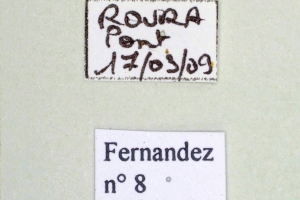 ROURA
Pont
17/03/09
Fernandez
n° 8